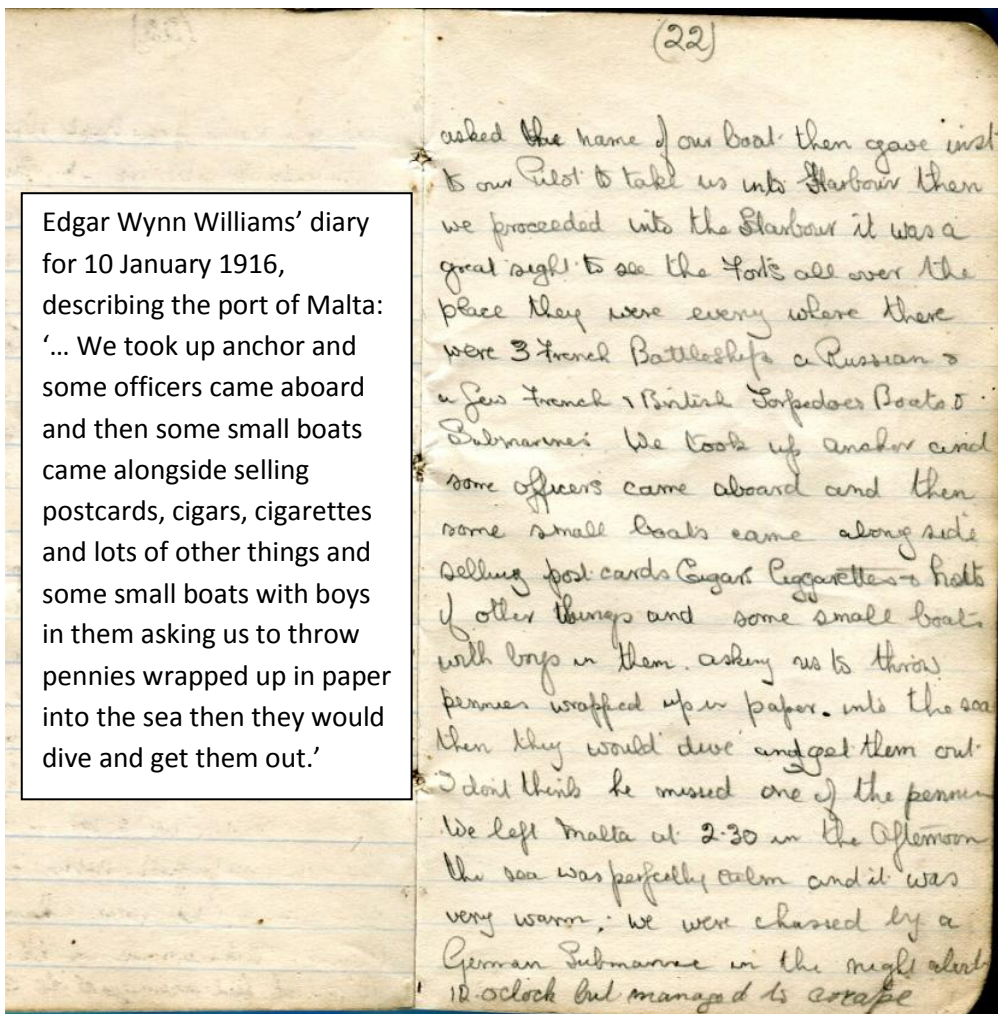 Edgar Wynn Williams’ diary
for 10 January 1916,
describing the port of Malta:
‘… We took up anchor and
some officers came aboard
and then some small boats
came alongside selling
postcards, cigars, cigarettes
and lots of other things and
some small boats with boys
in them asking us to throw
pennies wrapped up in paper
into the sea then they would
dive and get them out.’
(22)
asked the name of our boat then gave inst
to our Pilot to take us into Harbour then
we proceeded into the Harbour it was a
great sight to see the Forts all over the
place they were every where there
were 3 French Battleships a Russian &
a few French & British Torpedoes Boats &
Submarines We took up anchor and
some officers came aboard and then
some small boats came along side
selling post cards Cigars Ciggarettes &
of other things and some small boats
with boys in them asking us to throw
pennies wrapped up in paper. into the sea
then they would dive and get them out
I dont think he missed one of the pennies
We left Malta at 2.30 in the Afternoon
the sea was perfectly calm and it was
very warm, we were chased by a
German Submarine in the night
10 oclock but managed to escape